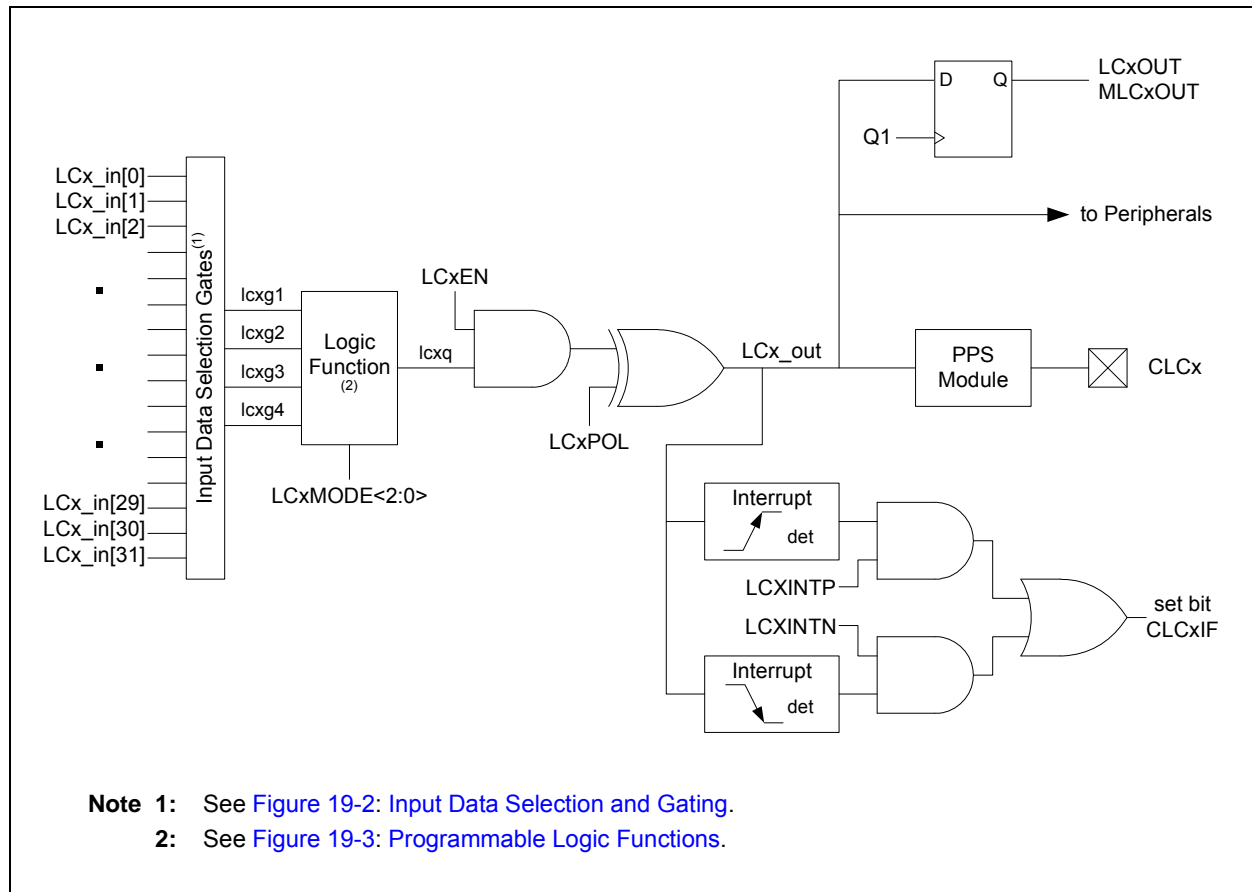 LCxOUT
MLCxOUT
D Q
Q1
to Peripherals
LCx_in[0]
LCx_in[1]
LCx_in[2]
LCx_in[29]
LCx_in[30]
LCx_in[31]
Input Data Selection Gates(1)
lcxg1
lcxg2
lcxg3
lcxg4
Logic
Function
(2)
LCxMODE<2:0>
lcxq
LCxEN
LCxPOL
LCx_out
PPS
Module
CLCx
Interrupt
det
LCXINTP
LCXINTN
Interrupt
det
set bit
CLCxIF
Note 1: See Figure 19-2: Input Data Selection and Gating.
2: See Figure 19-3: Programmable Logic Functions.